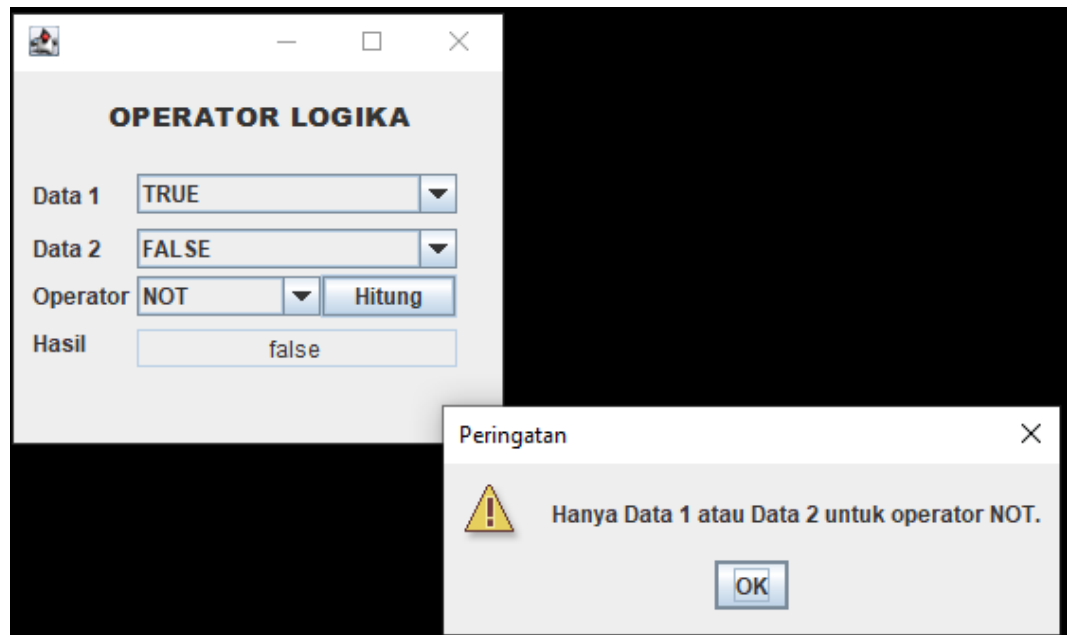 OPERATOR LOGIKA
Data 1 TRUE
Data 2 FALSE
Operator NOT Hitung
Hasil false
Peringatan
Hanya Data 1 atau Data 2 untuk operator NOT.
OK